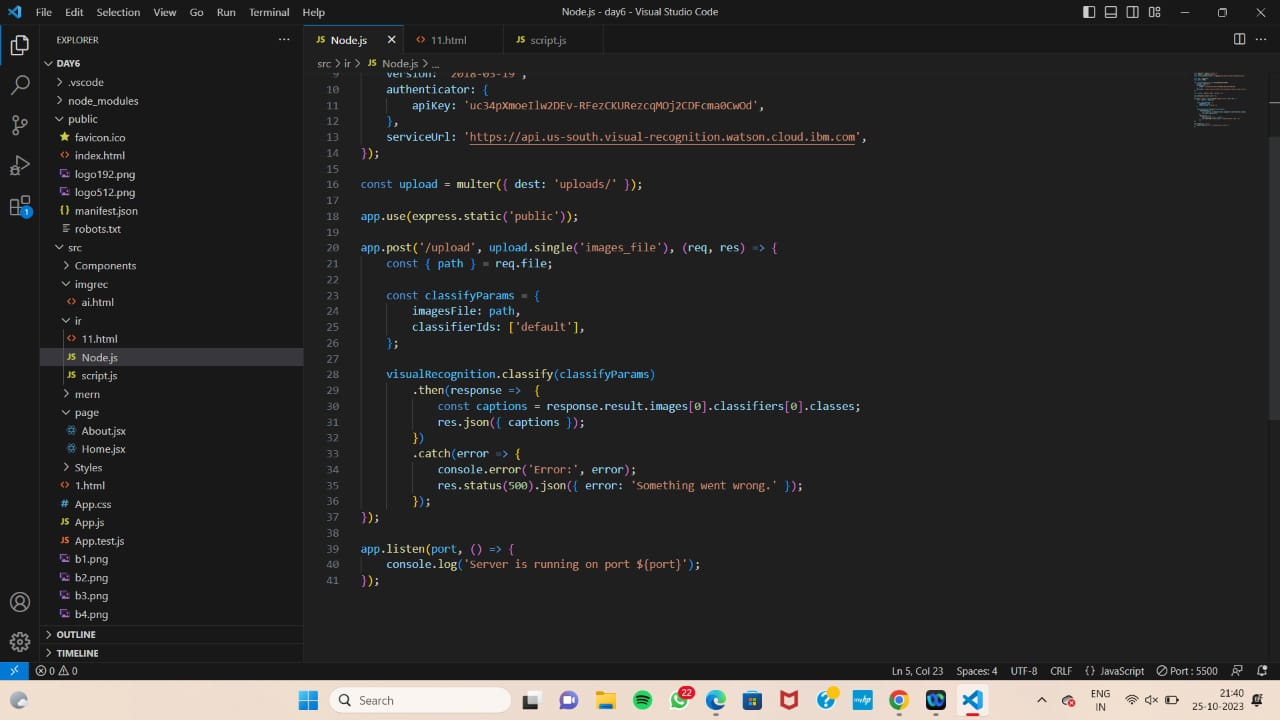 File Edit Selection View Go Run Terminal Help
Node.js - day6 - Visual Studio Code
EXPLORER
DAY6
.vscode
node_modules
public
favicon.ico
index.html
logo192.png
logo512.png
manifest.json
robots.txt
src
Components
imgrec
ai.html
ir
11.html
Node.js
script.js
mern
page
About.jsx
Home.jsx
Styles
1.html
App.css
App.js
App.test.js
b1.png
b2.png
b3.png
b4.png
OUTLINE
TIMELINE
JS Node.js
11.html
JS script.js
src > ir > JS Node.js > ...
9 version: '2018-03-19',
10 authenticator: {
11 apiKey: 'uc34pXmoeIlw2DEv-RFezCKURezcqMOj2CDFcma0CwOd',
12 },
13 serviceUrl: 'https://api.us-south.visual-recognition.watson.cloud.ibm.com',
14 });
15
16 const upload = multer({ dest: 'uploads/' });
17
18 app.use(express.static('public'));
19
20 app.post('/upload', upload.single('images_file'), (req, res) => {
21 const { path } = req.file;
22
23 const classifyParams = {
24 imagesFile: path,
25 classifierIds: ['default'],
26 };
27
28 visualRecognition.classify(classifyParams)
29 .then(response => {
30 const captions = response.result.images[0].classifiers[0].classes;
31 res.json({ captions });
32 })
33 .catch(error => {
34 console.error('Error:', error);
35 res.status(500).json({ error: 'Something went wrong.' });
36 });
37 });
38
39 app.listen(port, () => {
40 console.log('Server is running on port ${port}');
41 });
0 0
Ln 5, Col 23 Spaces: 4 UTF-8 CRLF {} JavaScript Port : 5500
Search
22
ENG
IN
21:40
25-10-2023